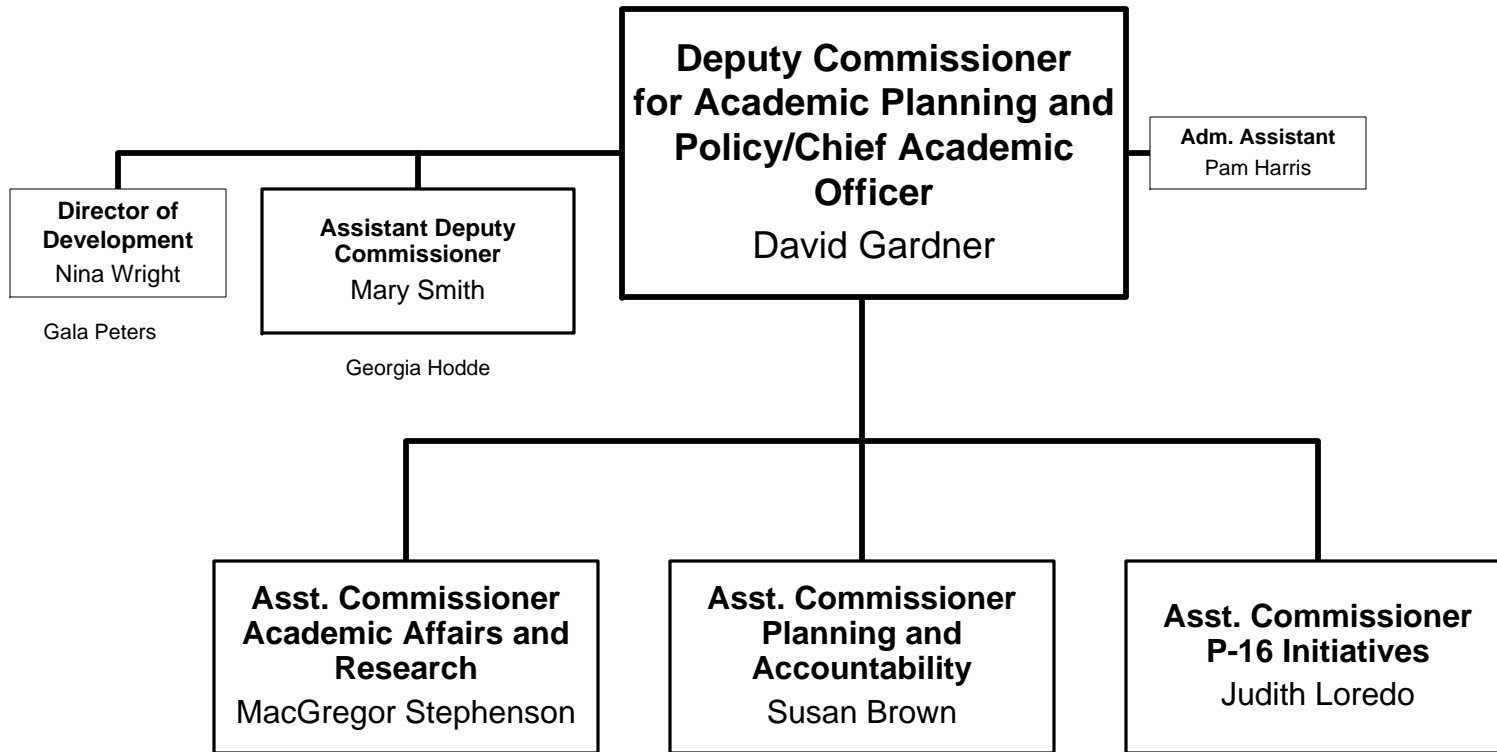 Deputy Commissioner
for Academic Planning and
Policy/Chief Academic
Officer
David Gardner
Adm. Assistant
Pam Harris
Director of
Development
Nina Wright
Gala Peters
Assistant Deputy
Commissioner
Mary Smith
Georgia Hodde
Asst. Commissioner
Academic Affairs and
Research
MacGregor Stephenson
Asst. Commissioner
Planning and
Accountability
Susan Brown
Asst. Commissioner
P-16 Initiatives
Judith Loredo